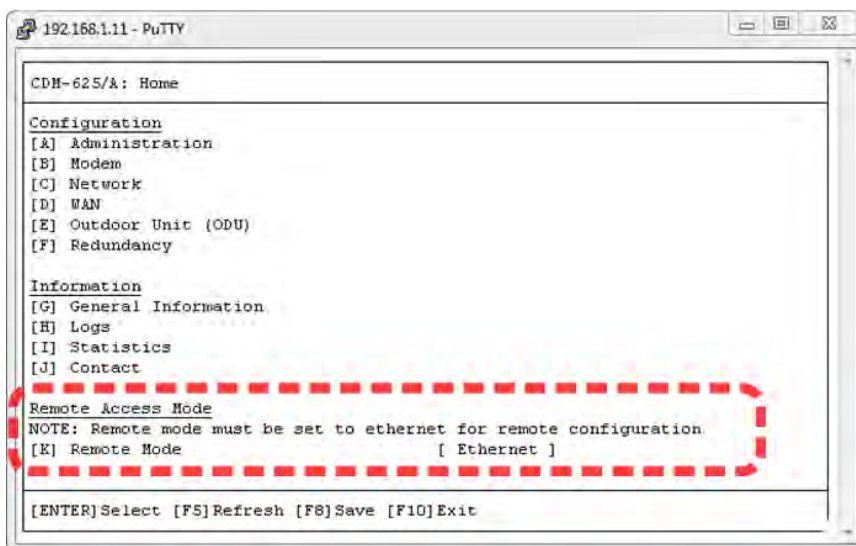 192.168.1.11 - PuTTY
CDM-625/A: Home
Configuration
[A] Administration
[B] Modem
[C] Network
[D] WAN
[E] Outdoor Unit (ODU)
[F] Redundancy
Information
[G] General Information
[H] Logs
[I] Statistics
[J] Contact
Remote Access Mode
NOTE: Remote mode must be set to ethernet for remote configuration
[K] Remote Mode [ Ethernet ]
[ENTER]Select [F5]Refresh [F8]Save [F10]Exit